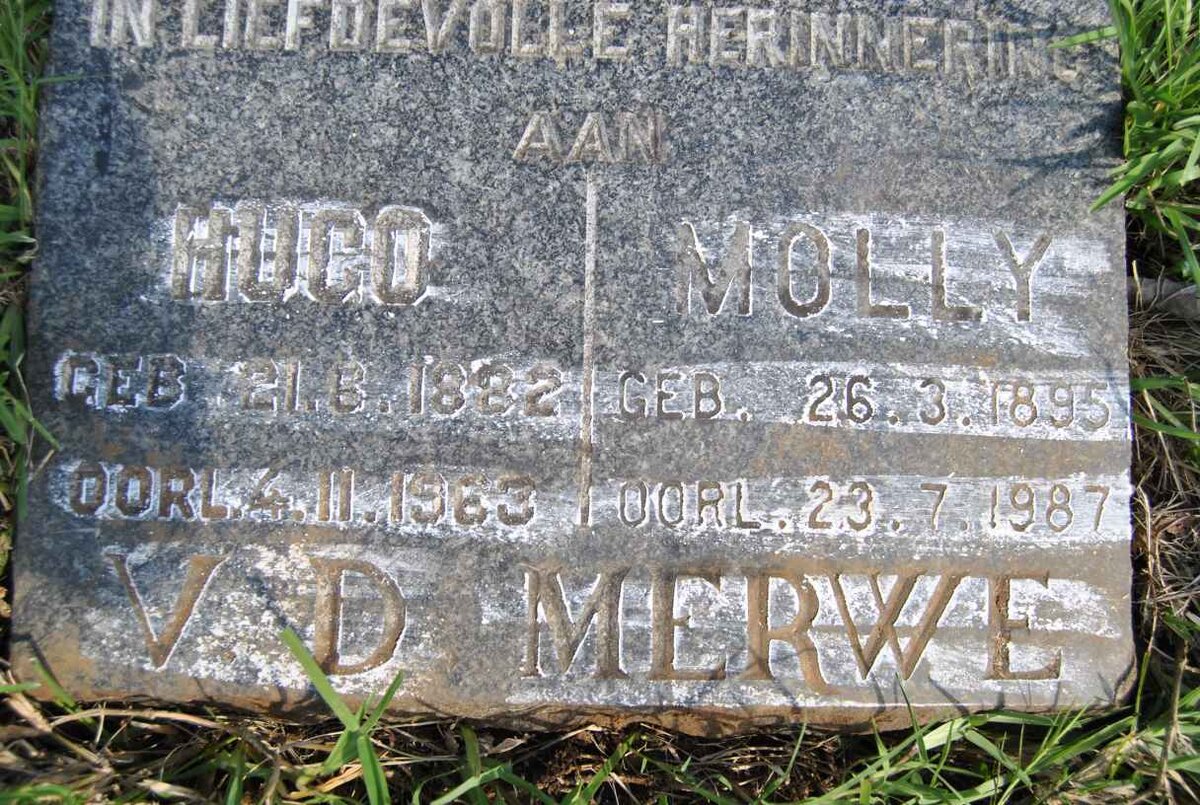 IN LIEFDEVOLLE HERINNERING
AAN
HUGO
GEB 21.8.1882
OORL.4.11.1963
MOLLY
GEB. 26.3.1895
OORL.23.7.1987
V D MERWE